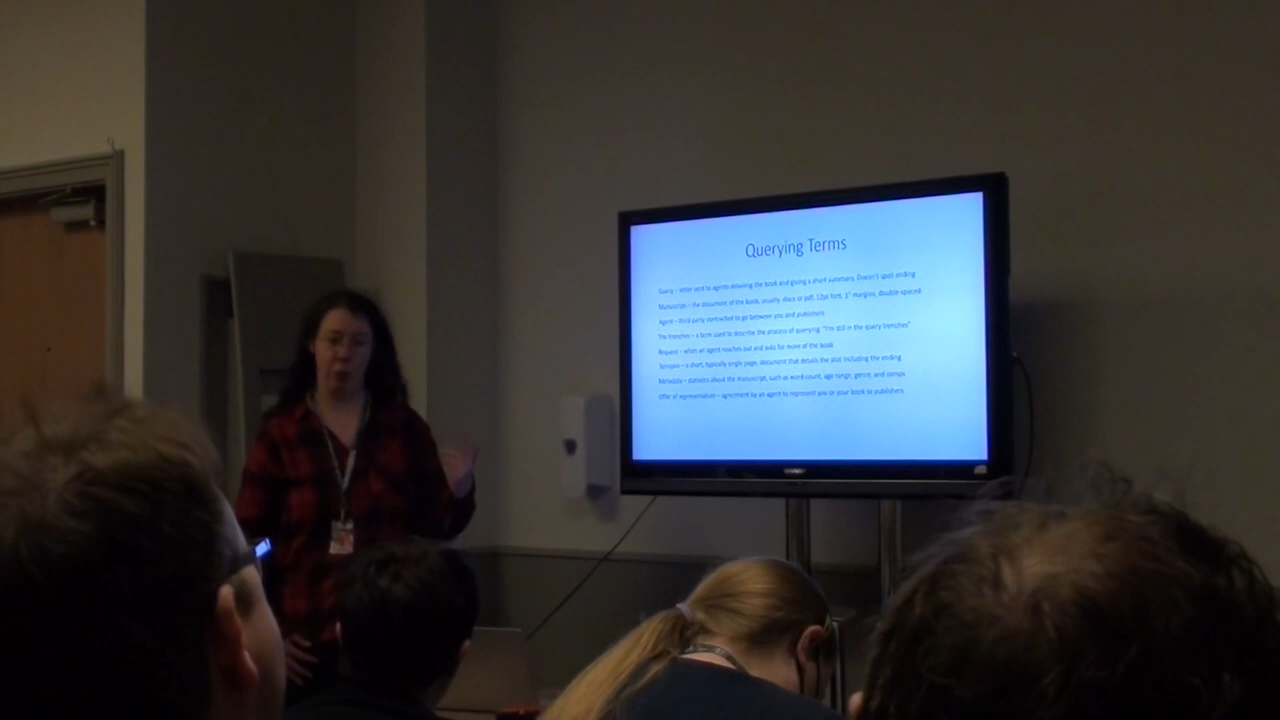 Querying Terms
Query – letter sent to agents detailing the book and giving a short summary. Doesn't spoil ending
Manuscript – the document of the book, usually .docx or pdf, 12pt font, 1" margins, double-spaced
Agent – third party contracted to go between you and publishers
The trenches – a term used to describe the process of querying "I'm still in the query trenches"
Request – when an agent reaches out and asks for more of the book
Synopsis – a short, typically single page, document that details the plot including the ending
Metadata – statistics about the manuscript, such as word count, age range, genre, and comps
Offer of representation – agreement by an agent to represent you or your book to publishers